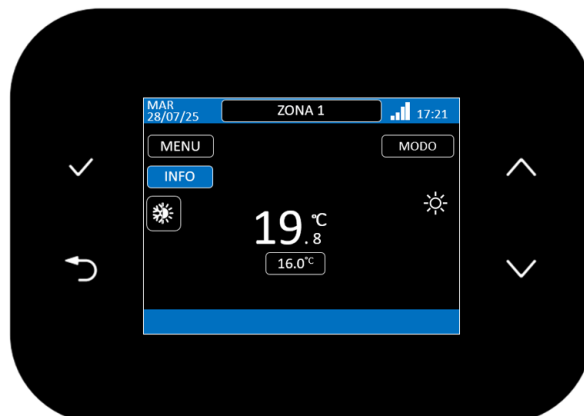 MAR
28/07/25
ZONA 1
17:21
MENU
MODO
INFO
19.8 °C
16.0°C